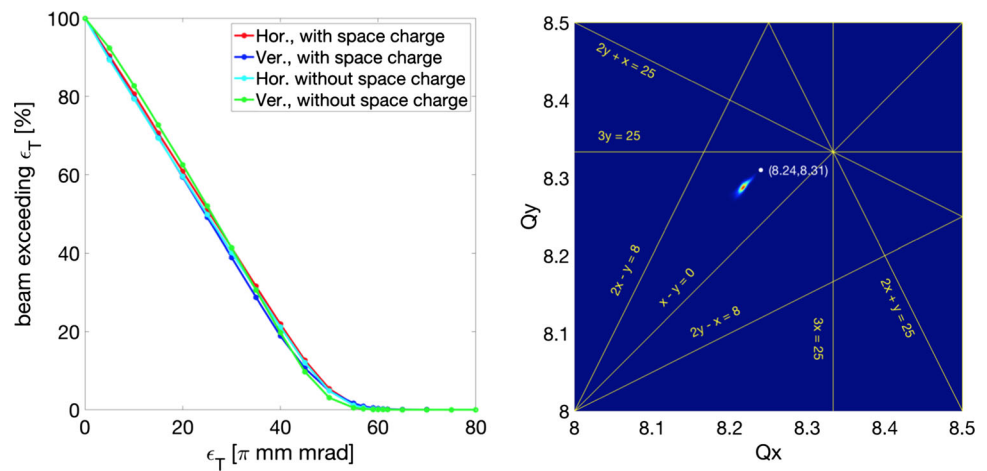 100
80
60
40
20
0
beam exceeding ϵT [%]
Hor., with space charge
Ver., with space charge
Hor. without space charge
Ver., without space charge
0 20 40 60 80
ϵT [π mm mrad]
8.5
8.4
8.3
8.2
8.1
8
Qy
2y + x = 25
3y = 25
(8.24,8.31)
2x - y = 8
x - y = 0
2y - x = 8
3x = 25
2x + y = 25
8 8.1 8.2 8.3 8.4 8.5
Qx